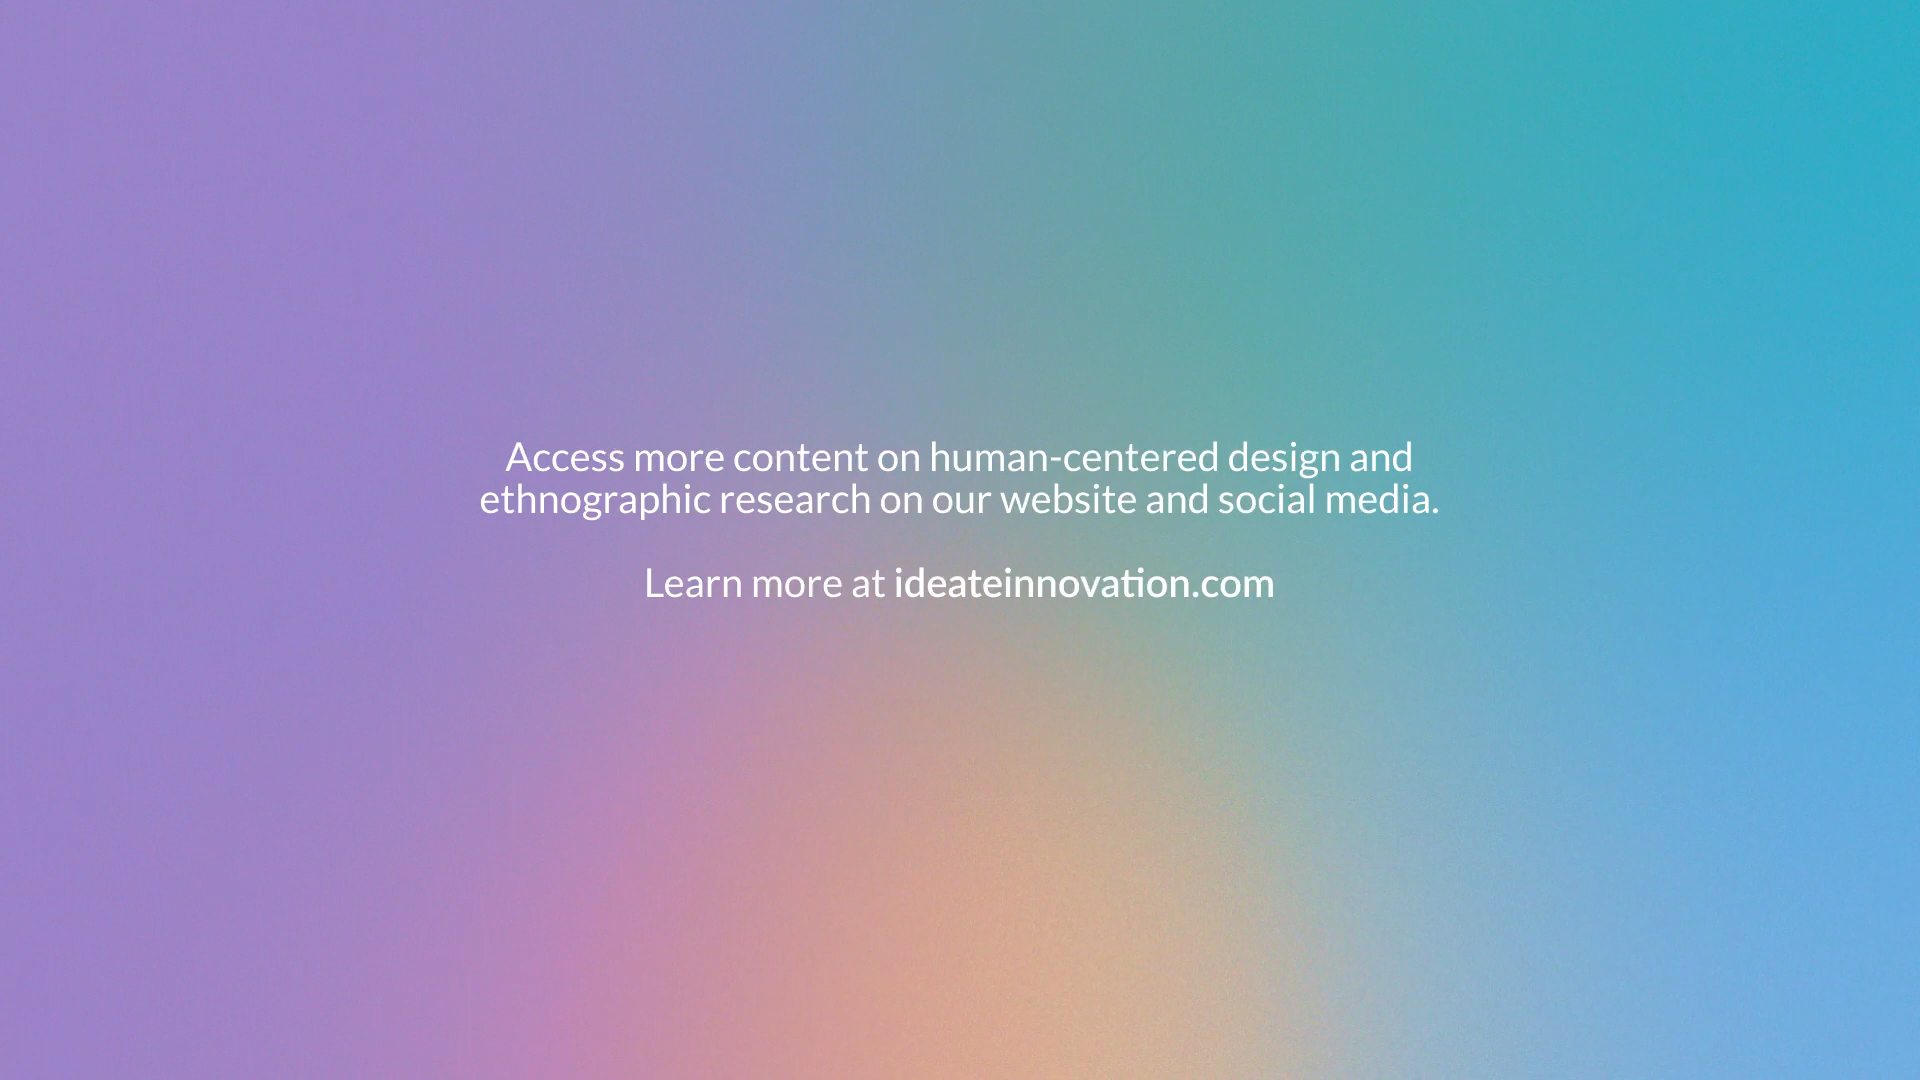 Access more content on human-centered design and
ethnographic research on our website and social media.
Learn more at ideateinnovation.com